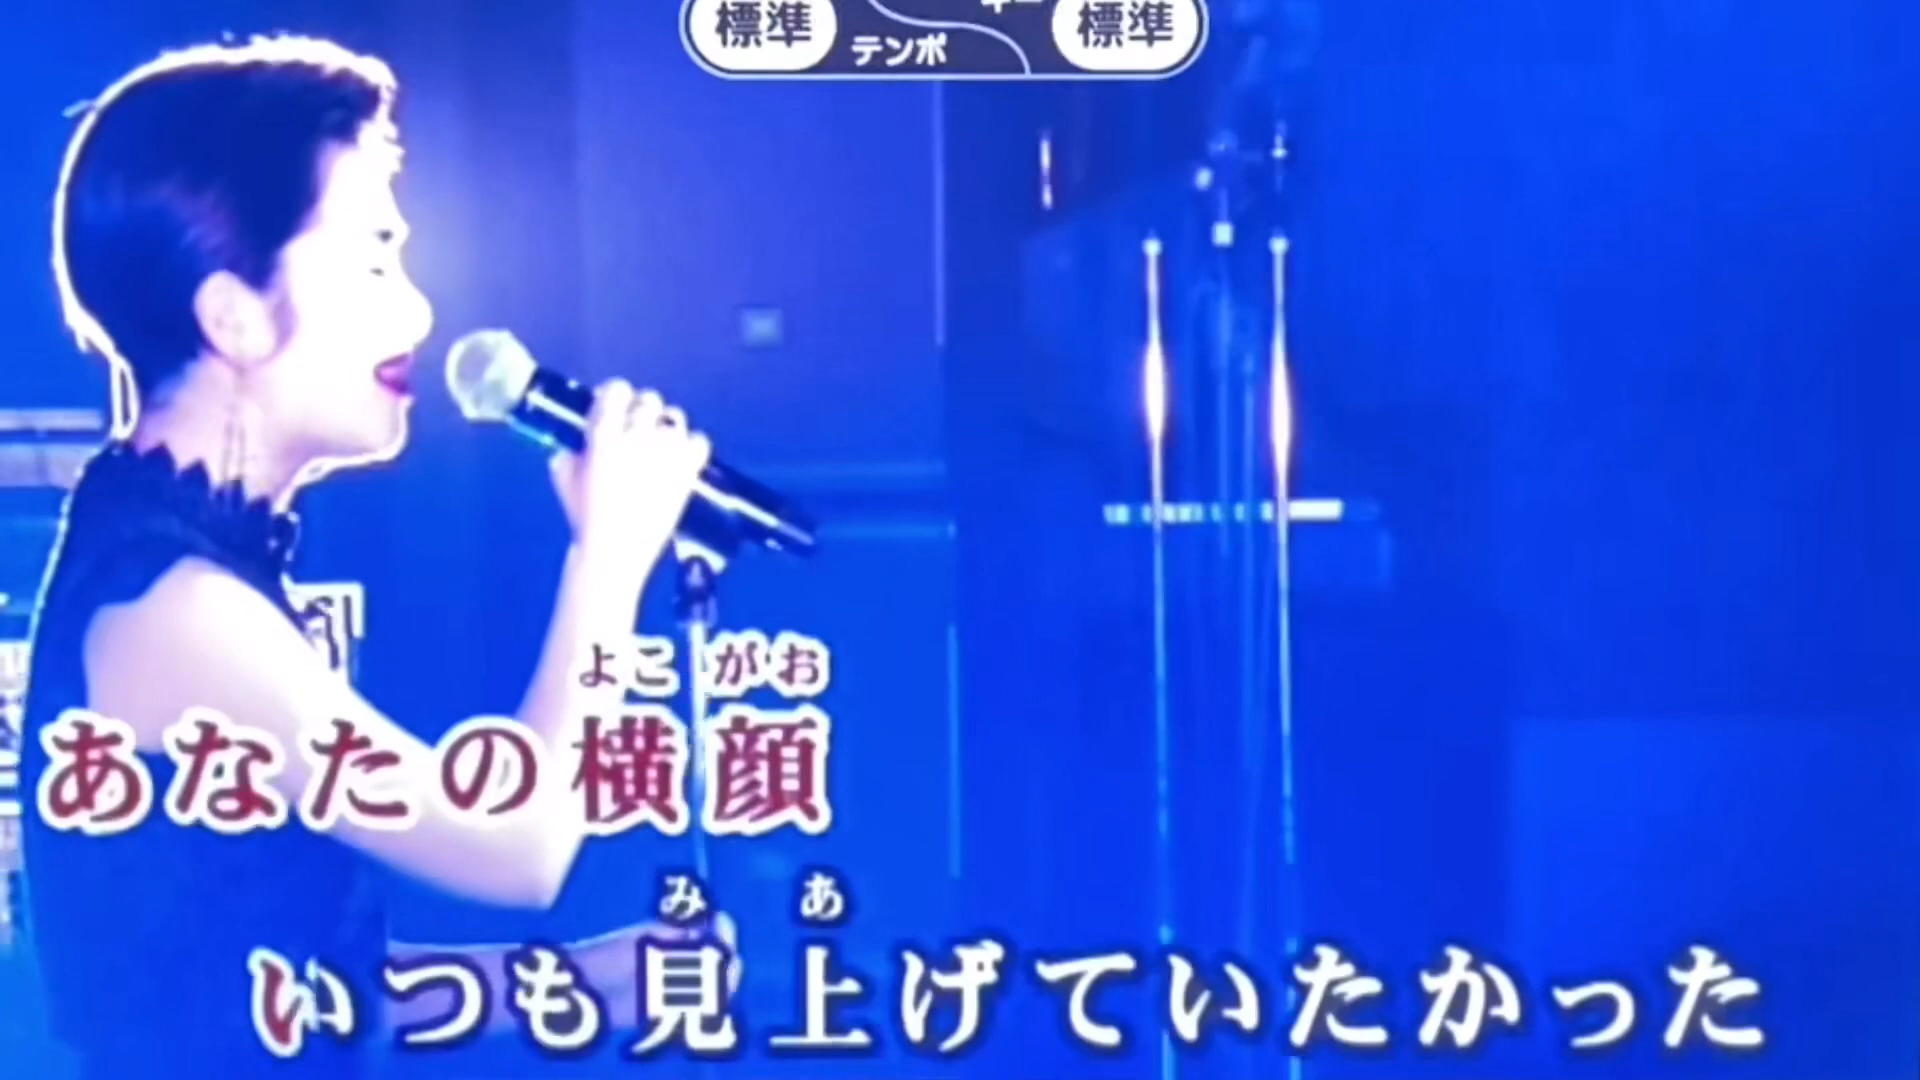 標準
テンポ
標準
よこ がお
あなたの横顔
み あ
いつも見上げていたかった